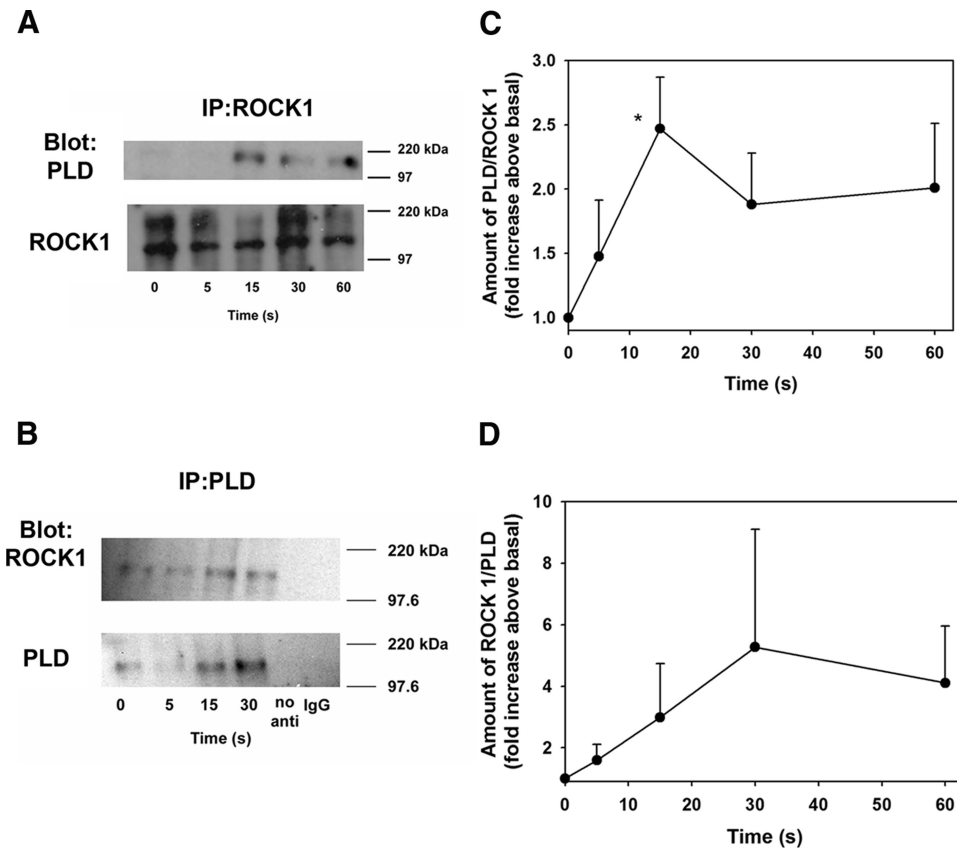 A
IP:ROCK1
Blot:
PLD
220 kDa
97
ROCK1
220 kDa
97
0 5 15 30 60
Time (s)
B
IP:PLD
Blot:
ROCK1
220 kDa
97.6
PLD
220 kDa
97.6
0 5 15 30 no anti IgG
Time (s)
C
Amount of PLD/ROCK 1
(fold increase above basal)
3.0
2.5
2.0
1.5
1.0
*
0 10 20 30 40 50 60
Time (s)
D
Amount of ROCK 1/PLD
(fold increase above basal)
10
8
6
4
2
0 10 20 30 40 50 60
Time (s)